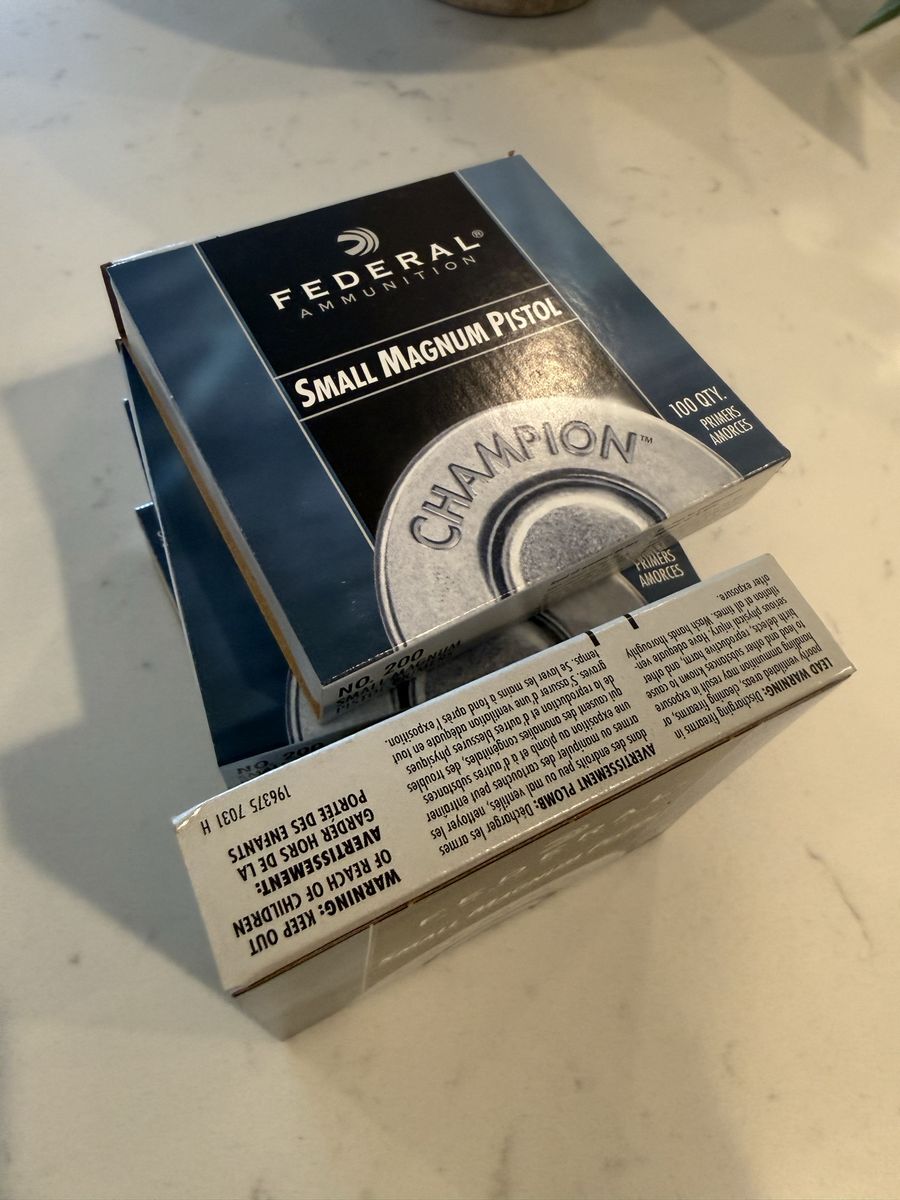 FEDERAL®
AMMUNITION
SMALL MAGNUM PISTOL
CHAMPION™
100 QTY.
PRIMERS
AMORCES
NO. 200
SMALL MAGNUM
PISTOL
PRIMERS
AMORCES
NO. 200
WARNING: KEEP OUT
OF REACH OF CHILDREN
AVERTISSEMENT:
GARDER HORS DE LA
PORTÉE DES ENFANTS
196375 7031 H
AVERTISSEMENT PLOMB: Décharger les armes
dans des endroits peu ou mal ventilés, nettoyer les
armes ou manipuler des cartouches peut entraîner
une exposition au plomb et à d'autres substances
qui causent des anomalies congénitales, des troubles
de la reproduction et d'autres blessures physiques
graves. S'assurer d'une ventilation adéquate en tout
temps. Se laver les mains à fond après l'exposition.
LEAD WARNING: Discharging firearms in
poorly ventilated areas, cleaning firearms, or
handling ammunition may result in exposure
to lead and other substances known to cause
birth defects, reproductive harm, and other
serious physical injury. Have adequate ven-
tilation at all times. Wash hands thoroughly
after exposure.
FEDERAL